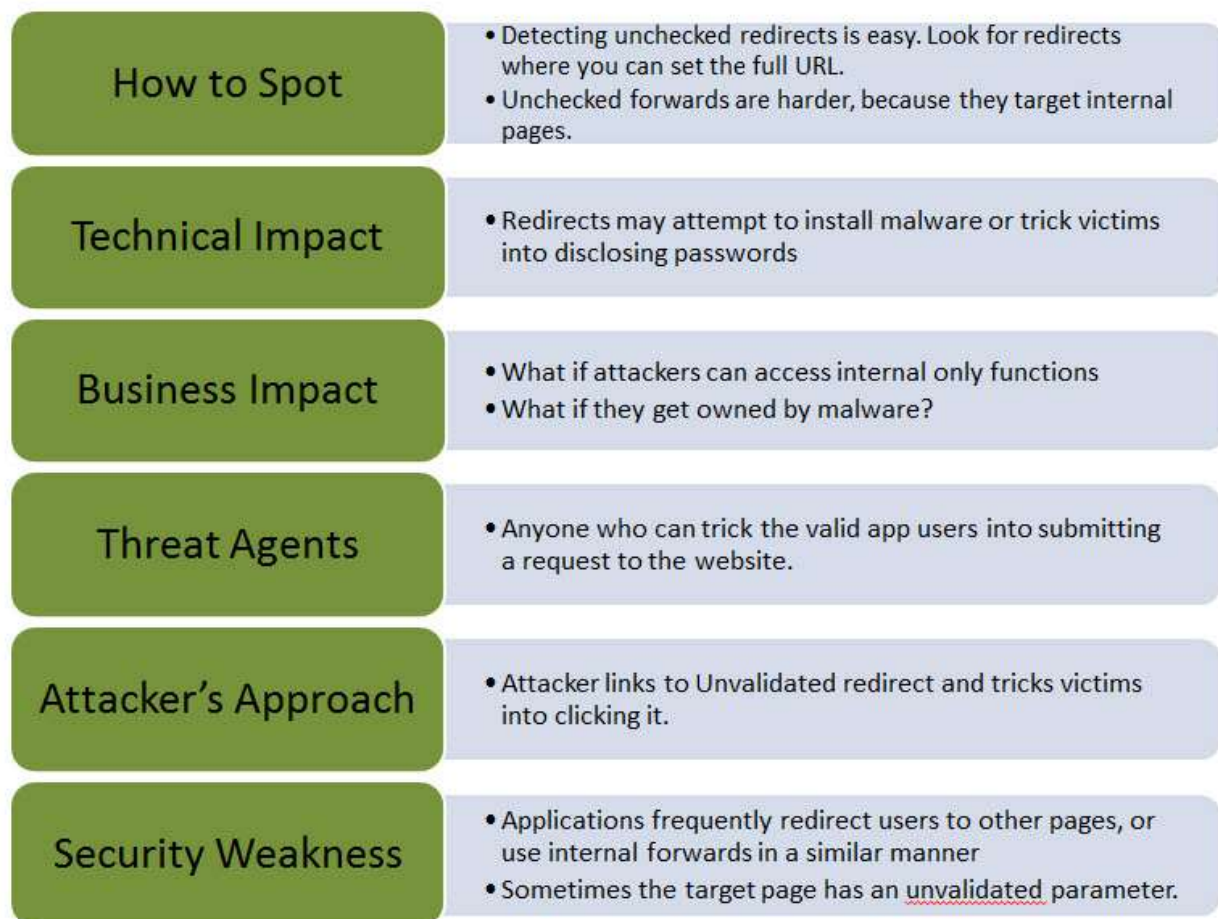 How to Spot
• Detecting unchecked redirects is easy. Look for redirects
where you can set the full URL.
• Unchecked forwards are harder, because they target internal
pages.
Technical Impact
• Redirects may attempt to install malware or trick victims
into disclosing passwords
Business Impact
• What if attackers can access internal only functions
• What if they get owned by malware?
Threat Agents
• Anyone who can trick the valid app users into submitting
a request to the website.
Attacker’s Approach
• Attacker links to Unvalidated redirect and tricks victims
into clicking it.
Security Weakness
• Applications frequently redirect users to other pages, or
use internal forwards in a similar manner
• Sometimes the target page has an unvalidated parameter.